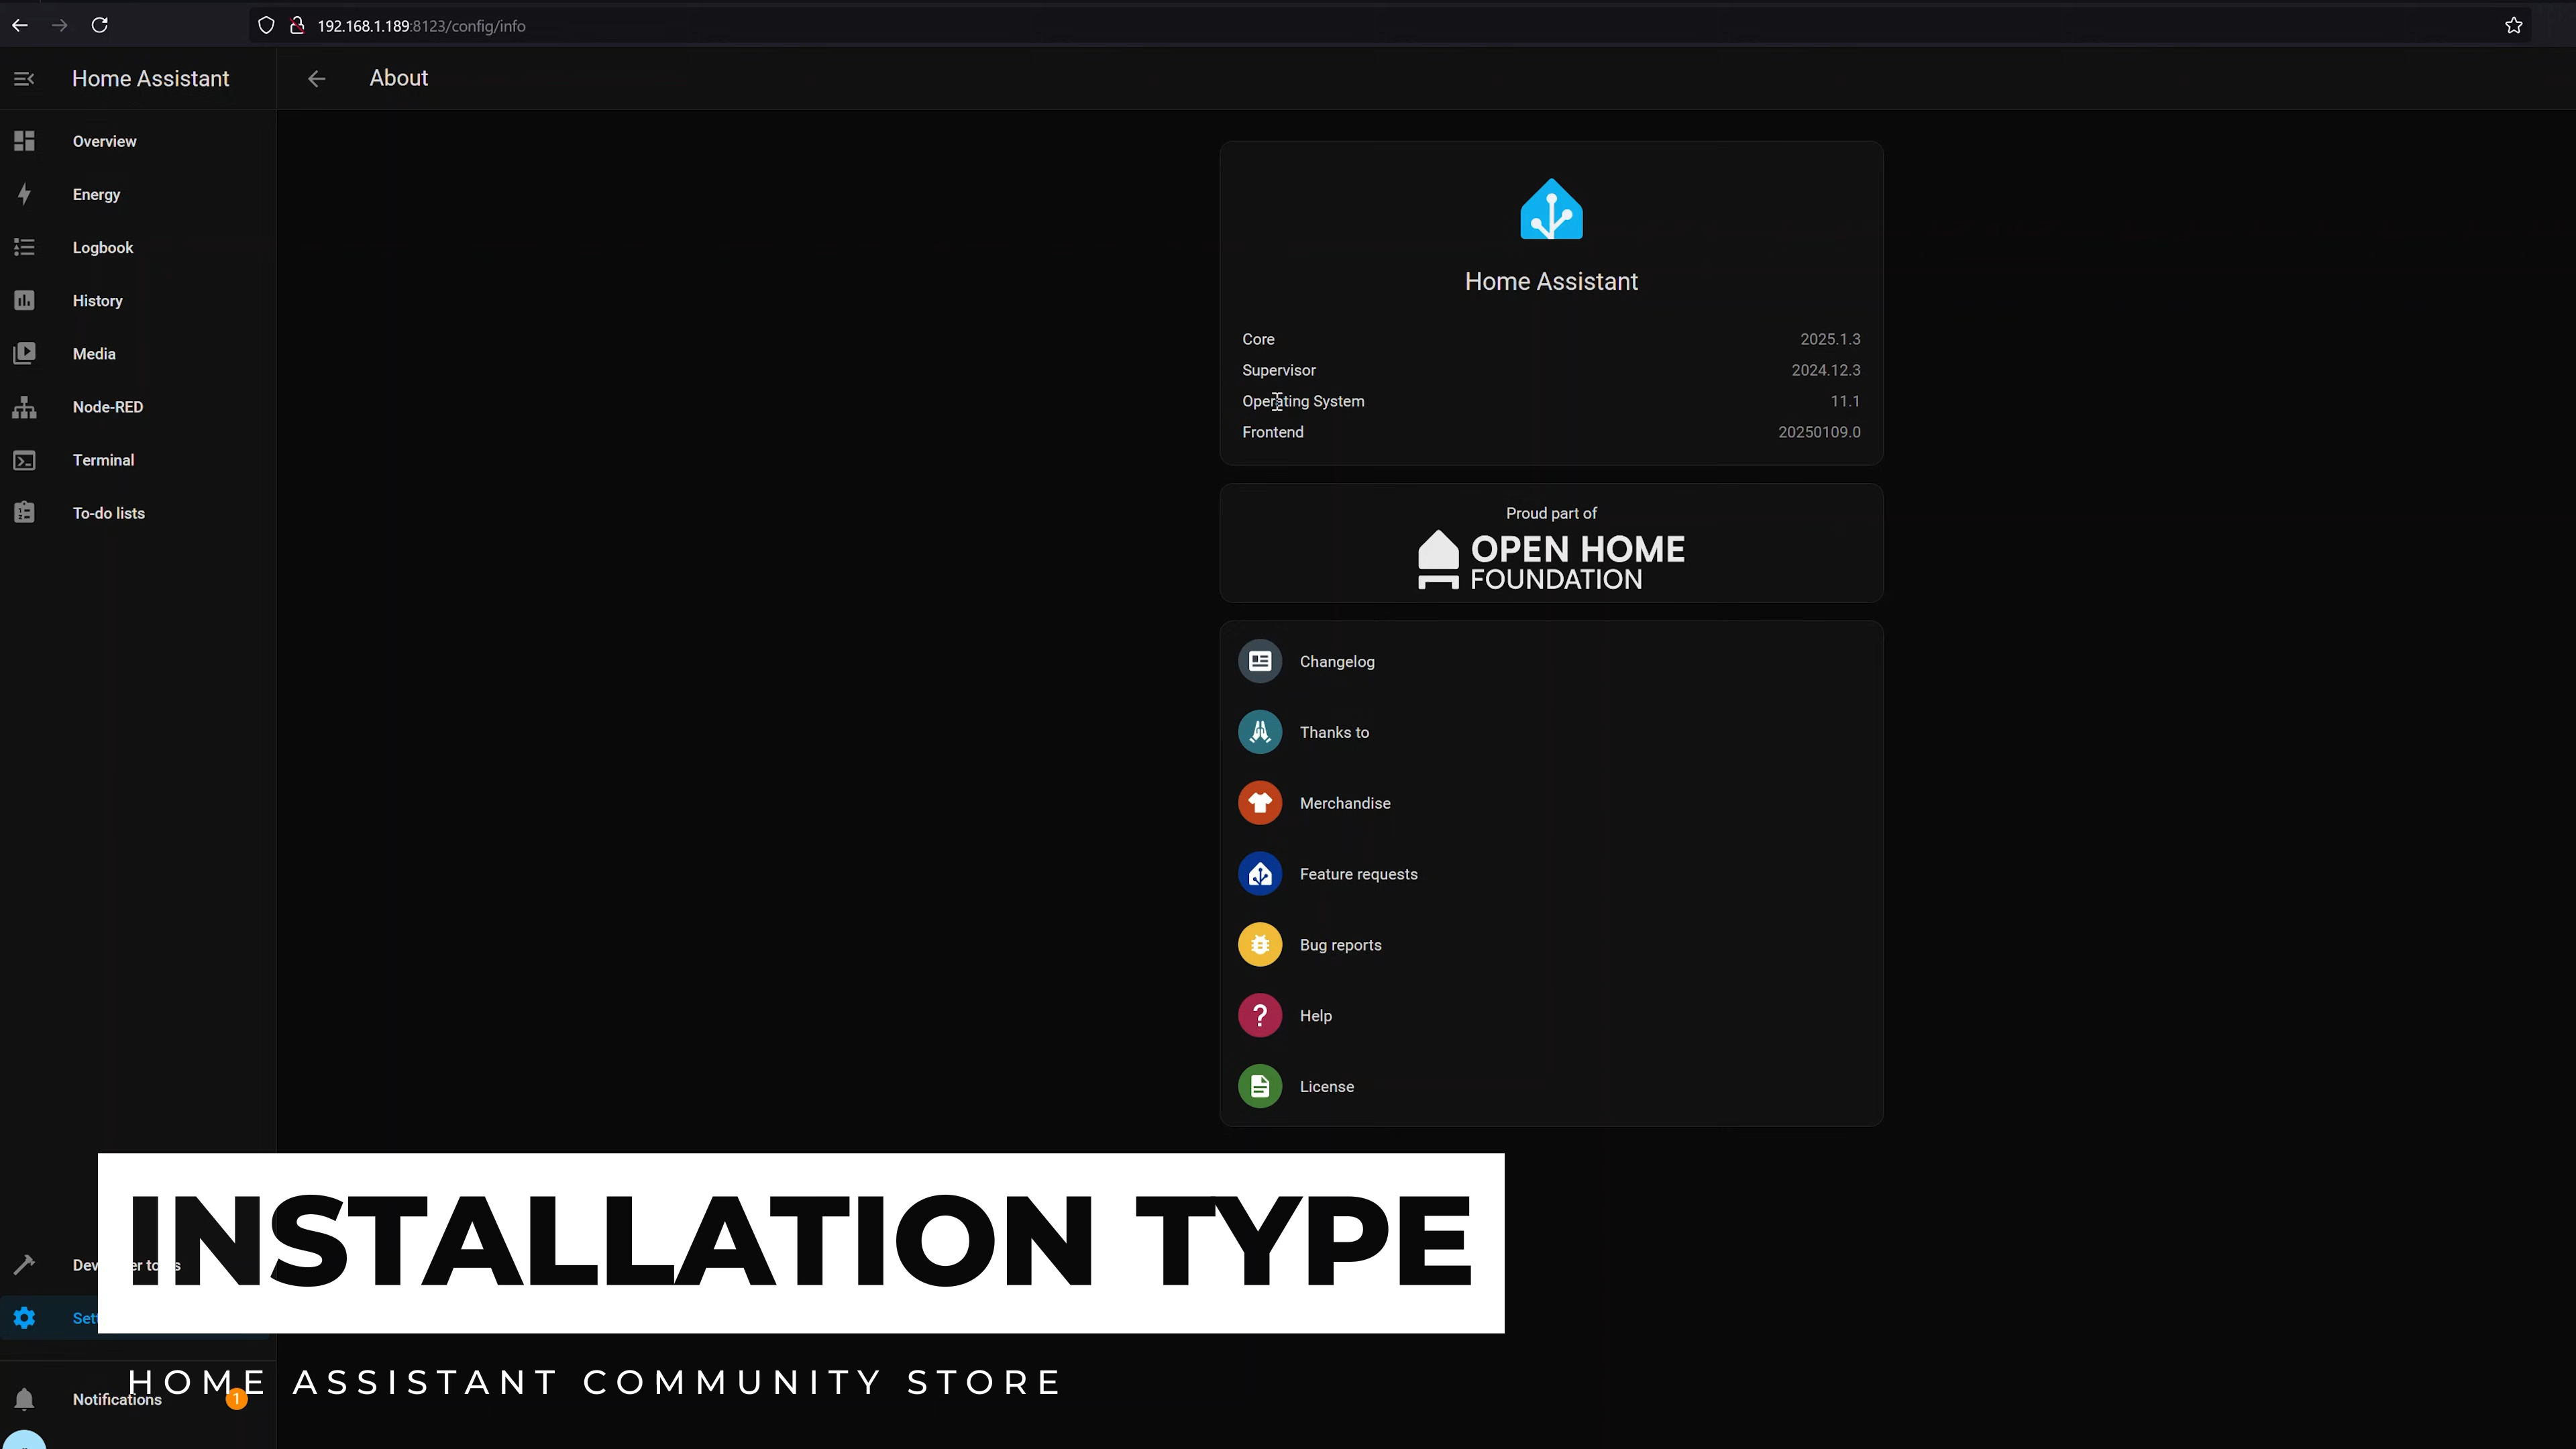 192.168.1.189:8123/config/info
Home Assistant
About
Overview
Energy
Logbook
History
Media
Node-RED
Terminal
To-do lists
Home Assistant
Core 2025.1.3
Supervisor 2024.12.3
Operating System 11.1
Frontend 20250109.0
Proud part of
OPEN HOME
FOUNDATION
Changelog
Thanks to
Merchandise
Feature requests
Bug reports
Help
License
INSTALLATION TYPE
HOME ASSISTANT COMMUNITY STORE
Notifications 1